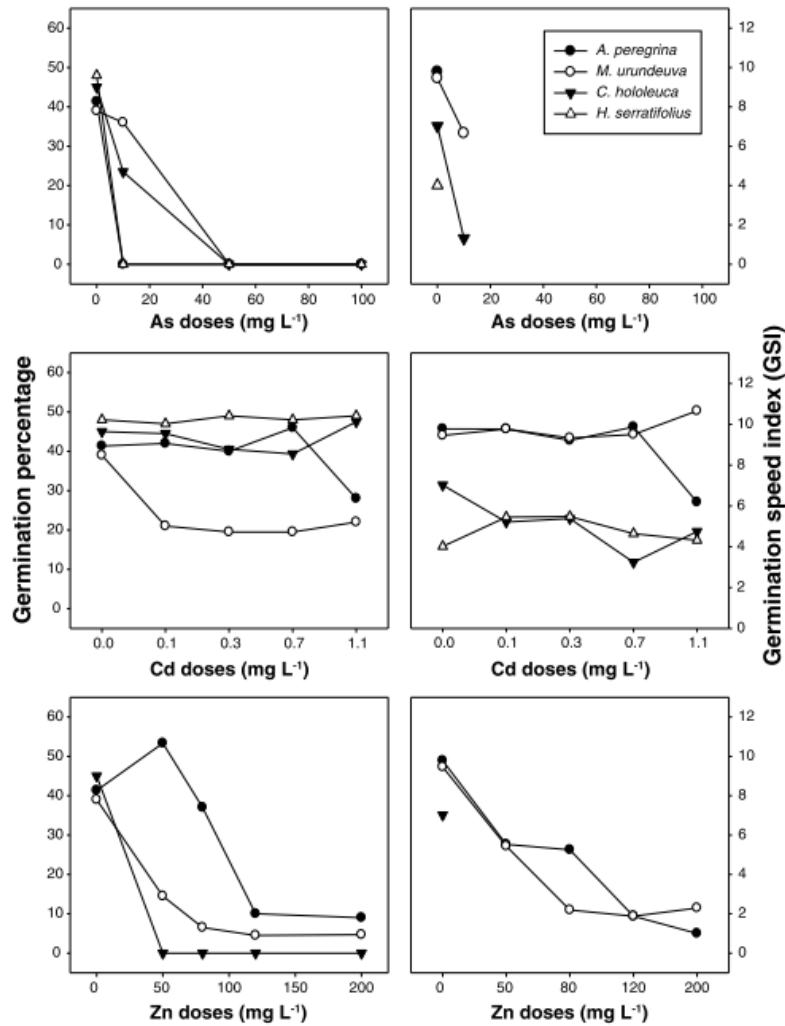 60
50
40
30
20
10
0
0 20 40 60 80 100
As doses (mg L⁻¹)
A. peregrina
M. urundeuva
C. hololeuca
H. serratifolius
12
10
8
6
4
2
0
0 20 40 60 80 100
As doses (mg L⁻¹)
Germination percentage
60
50
40
30
20
10
0
0.0 0.1 0.3 0.7 1.1
Cd doses (mg L⁻¹)
12
10
8
6
4
2
0
0.0 0.1 0.3 0.7 1.1
Cd doses (mg L⁻¹)
Germination speed index (GSI)
60
50
40
30
20
10
0
0 50 100 150 200
Zn doses (mg L⁻¹)
12
10
8
6
4
2
0
0 50 80 120 200
Zn doses (mg L⁻¹)